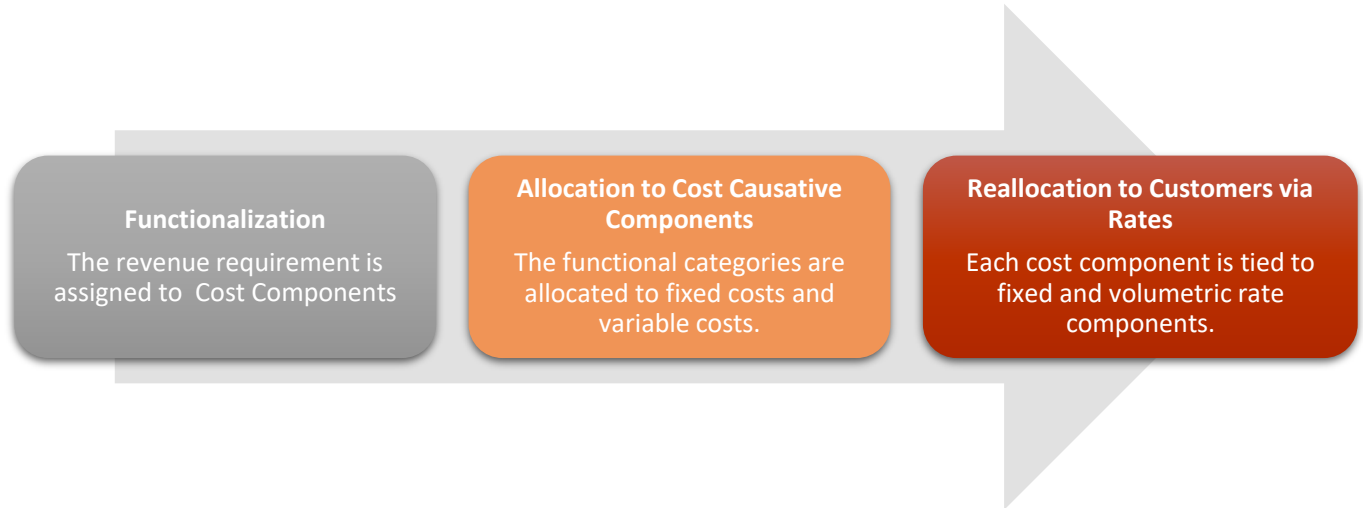 Functionalization
The revenue requirement is
assigned to  Cost Components
Allocation to Cost Causative
Components
The functional categories are
allocated to fixed costs and
variable costs.
Reallocation to Customers via
Rates
Each cost component is tied to
fixed and volumetric rate
components.